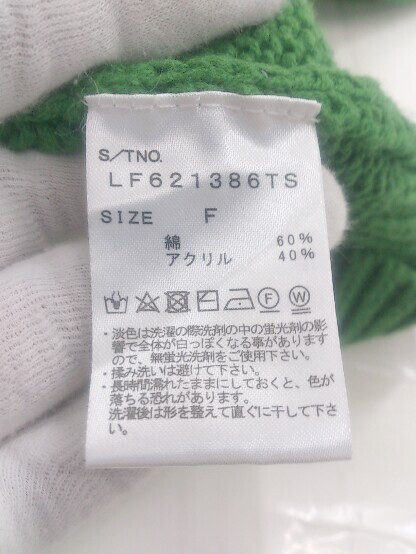 S/TNO.
LF621386TS
SIZE F
綿 60%
アクリル 40%
F W
・淡色は洗濯の際洗剤の中の蛍光剤の影
響で全体が白っぽくなる事があります
ので、無蛍光洗剤をご使用下さい。
・揉み洗いは避けて下さい。
・長時間濡れたままにしておくと、色が
落ちる恐れがあります。
洗濯後は形を整えて直ぐに干して下さ
い。